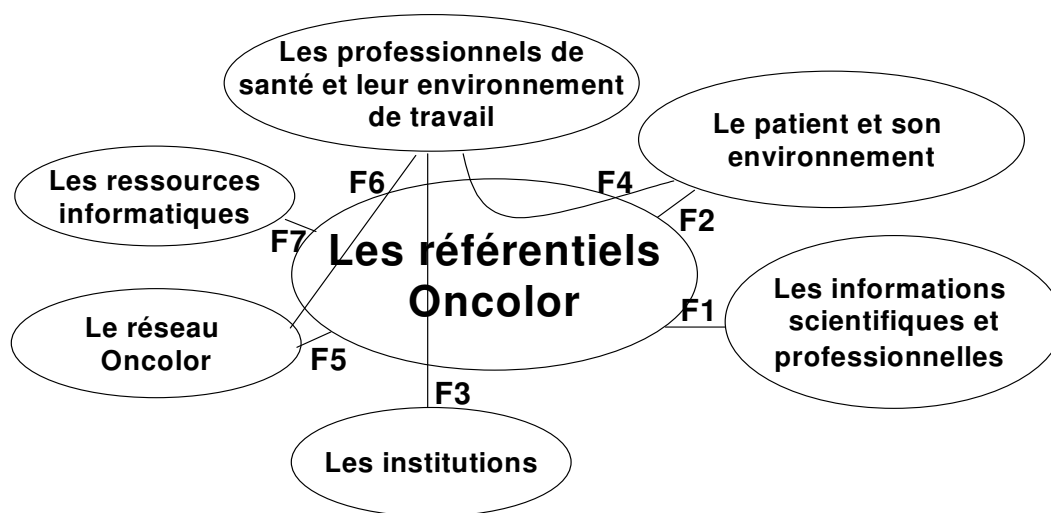 Les professionnels de
santé et leur environnement
de travail
Le patient et son
environnement
Les ressources
informatiques
F6
F4
F2
F7
Les référentiels
Oncolor
F1
Les informations
scientifiques et
professionnelles
Le réseau
Oncolor
F5
F3
Les institutions